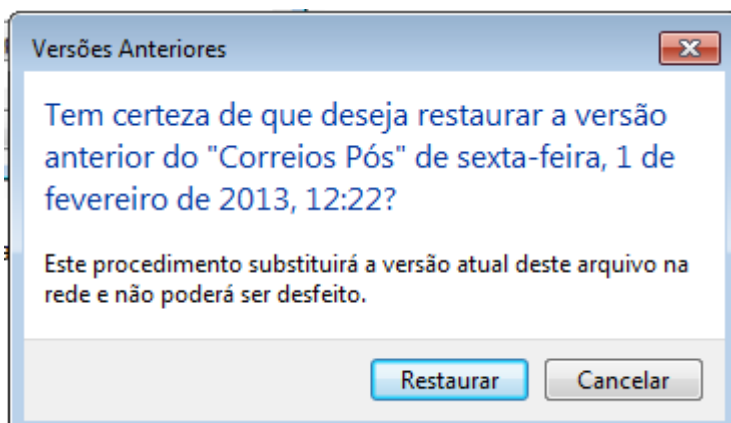 Versões Anteriores
Tem certeza de que deseja restaurar a versão
anterior do "Correios Pós" de sexta-feira, 1 de
fevereiro de 2013, 12:22?
Este procedimento substituirá a versão atual deste arquivo na
rede e não poderá ser desfeito.
Restaurar Cancelar